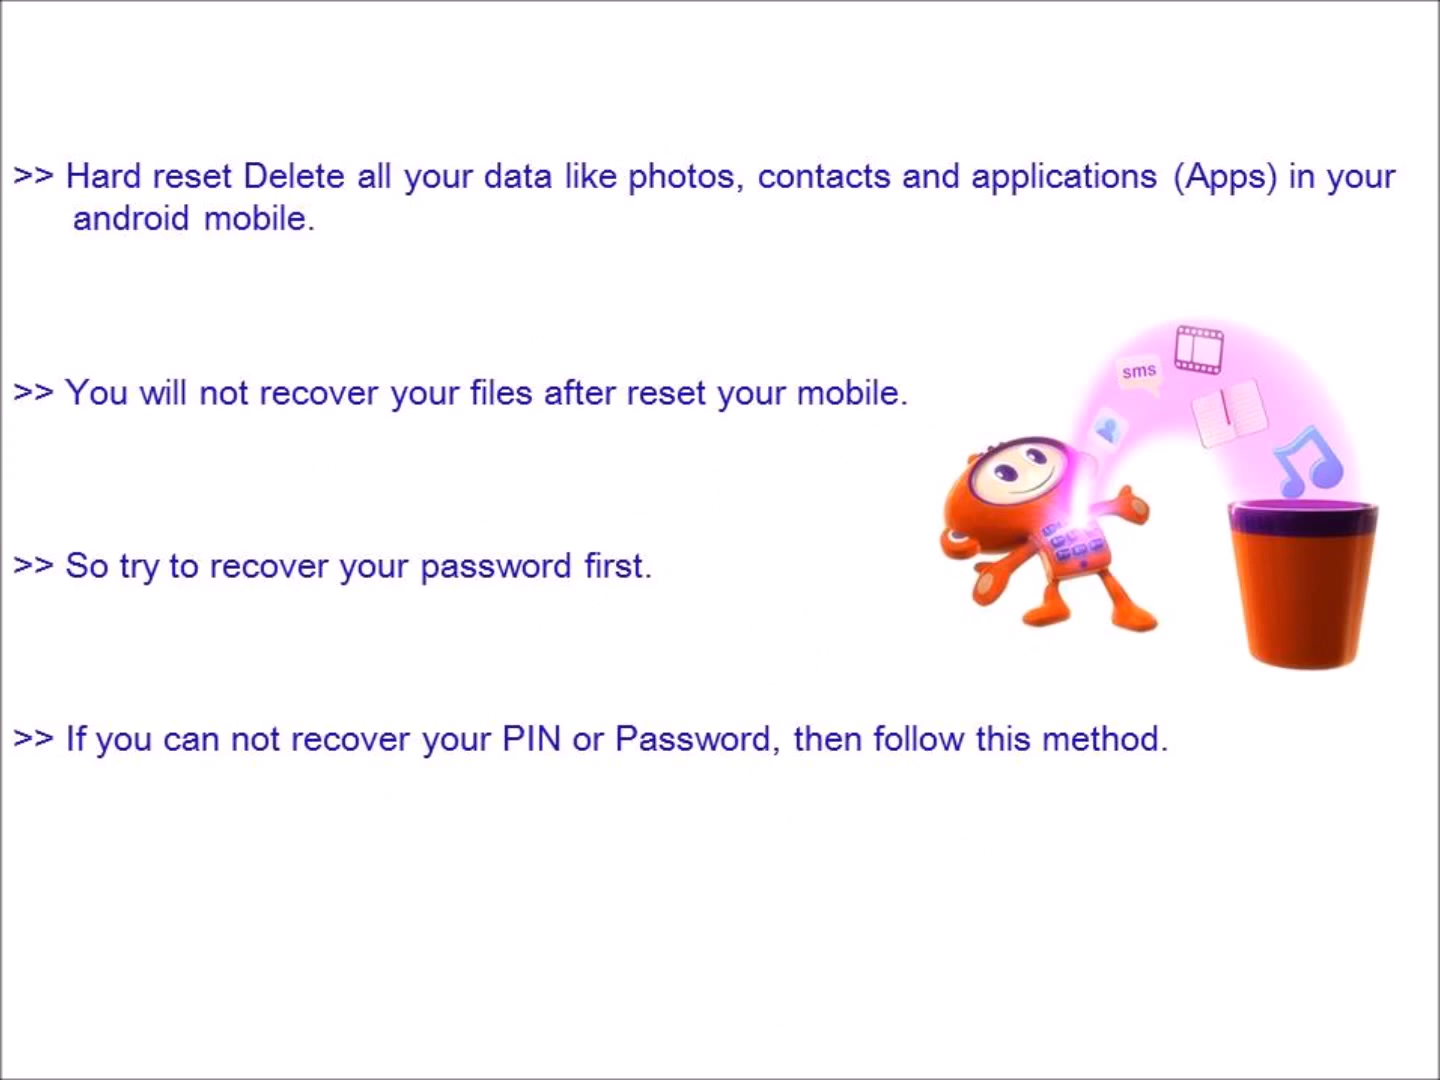 >> Hard reset Delete all your data like photos, contacts and applications (Apps) in your
android mobile.
>> You will not recover your files after reset your mobile.
sms
>> So try to recover your password first.
>> If you can not recover your PIN or Password, then follow this method.